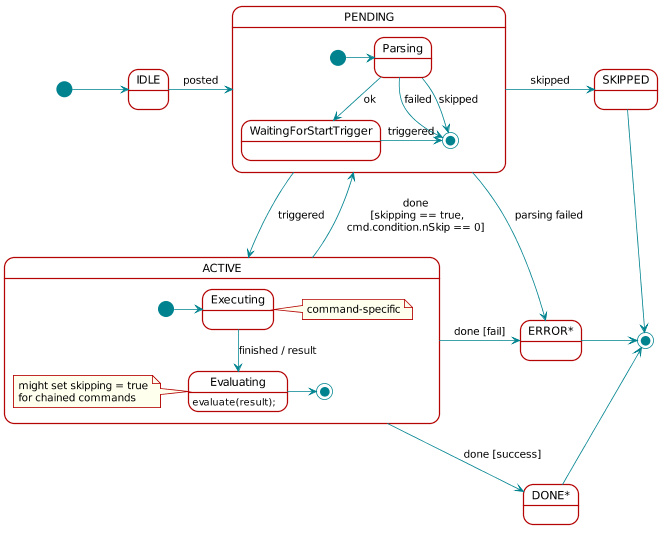 PENDING
Parsing
IDLE
posted
skipped
SKIPPED
ok
failed
skipped
WaitingForStartTrigger
triggered
triggered
done
[skipping == true,
cmd.condition.nSkip == 0]
parsing failed
ACTIVE
Executing
command-specific
finished / result
done [fail]
ERROR*
might set skipping = true
for chained commands
Evaluating
evaluate(result);
done [success]
DONE*